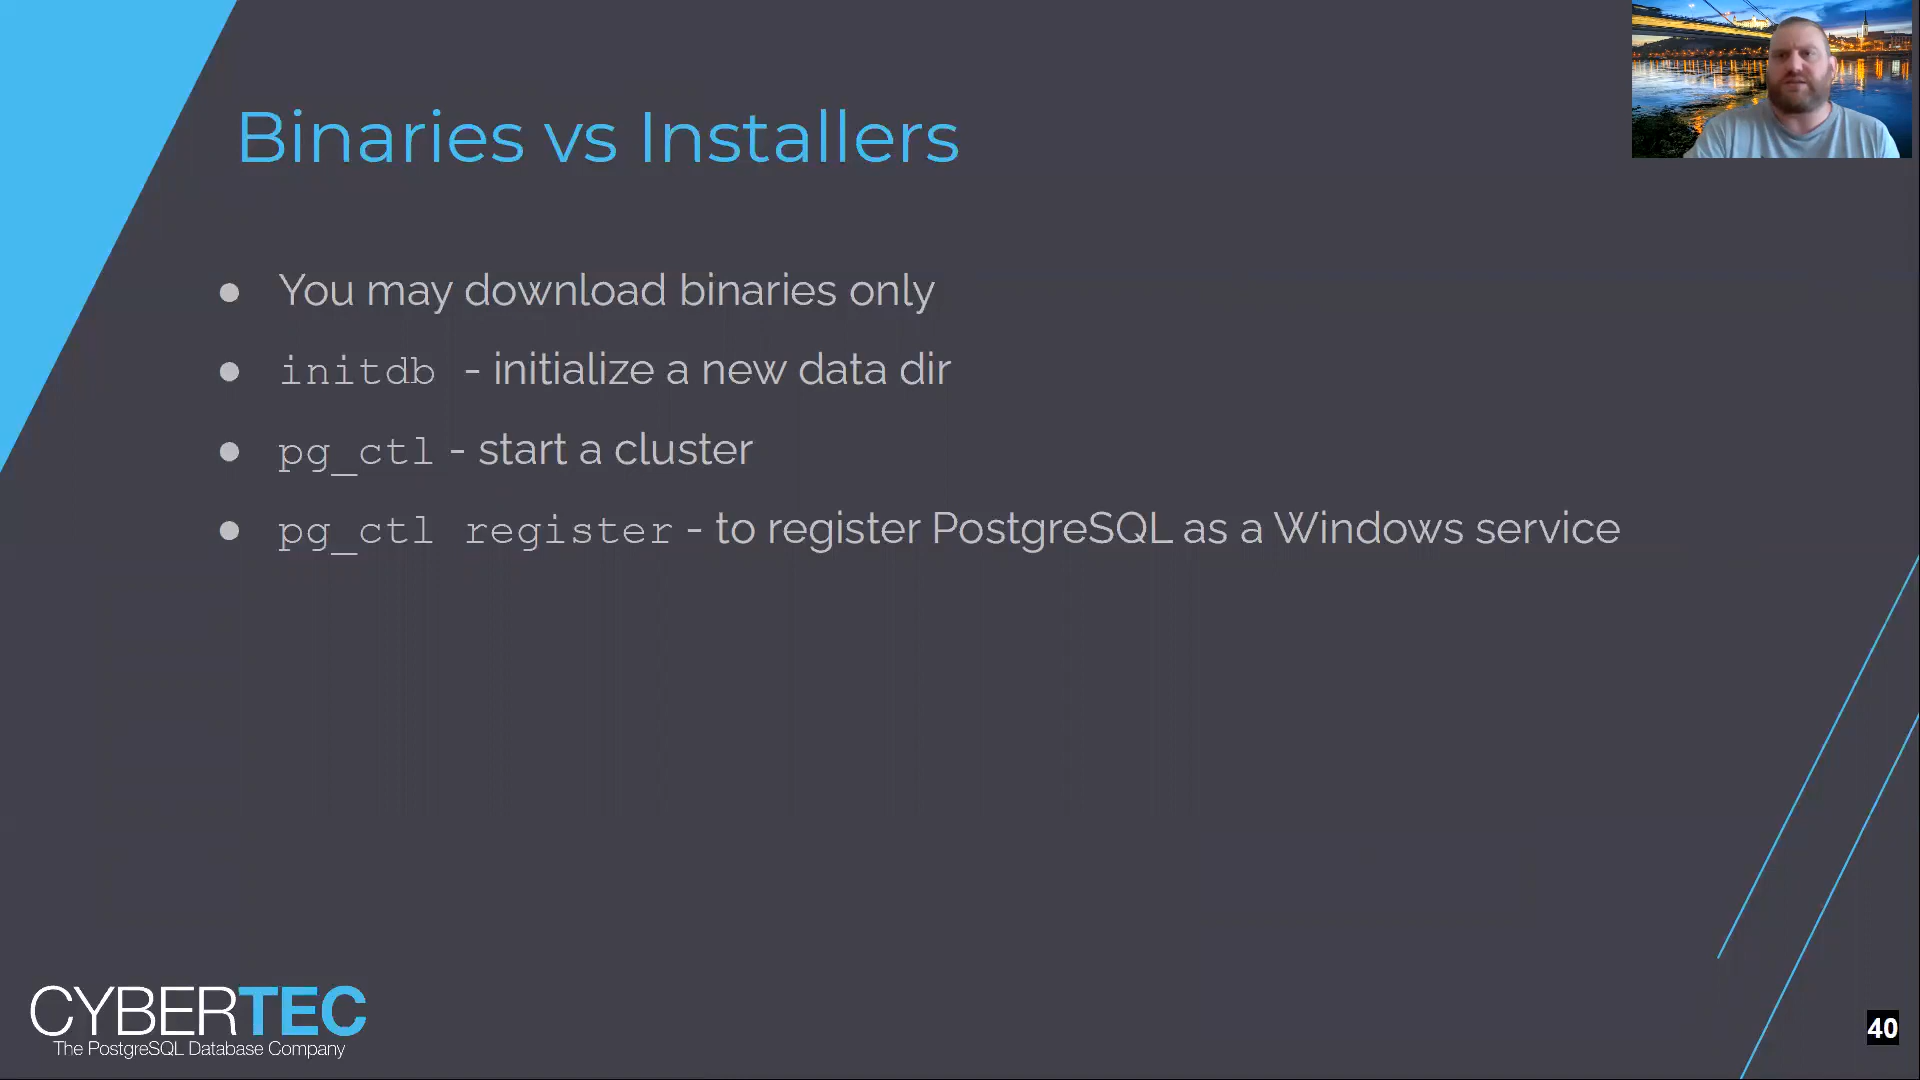 Binaries vs Installers
● You may download binaries only
● initdb - initialize a new data dir
● pg_ctl - start a cluster
● pg_ctl register - to register PostgreSQL as a Windows service
CYBERTEC
The PostgreSQL Database Company
40